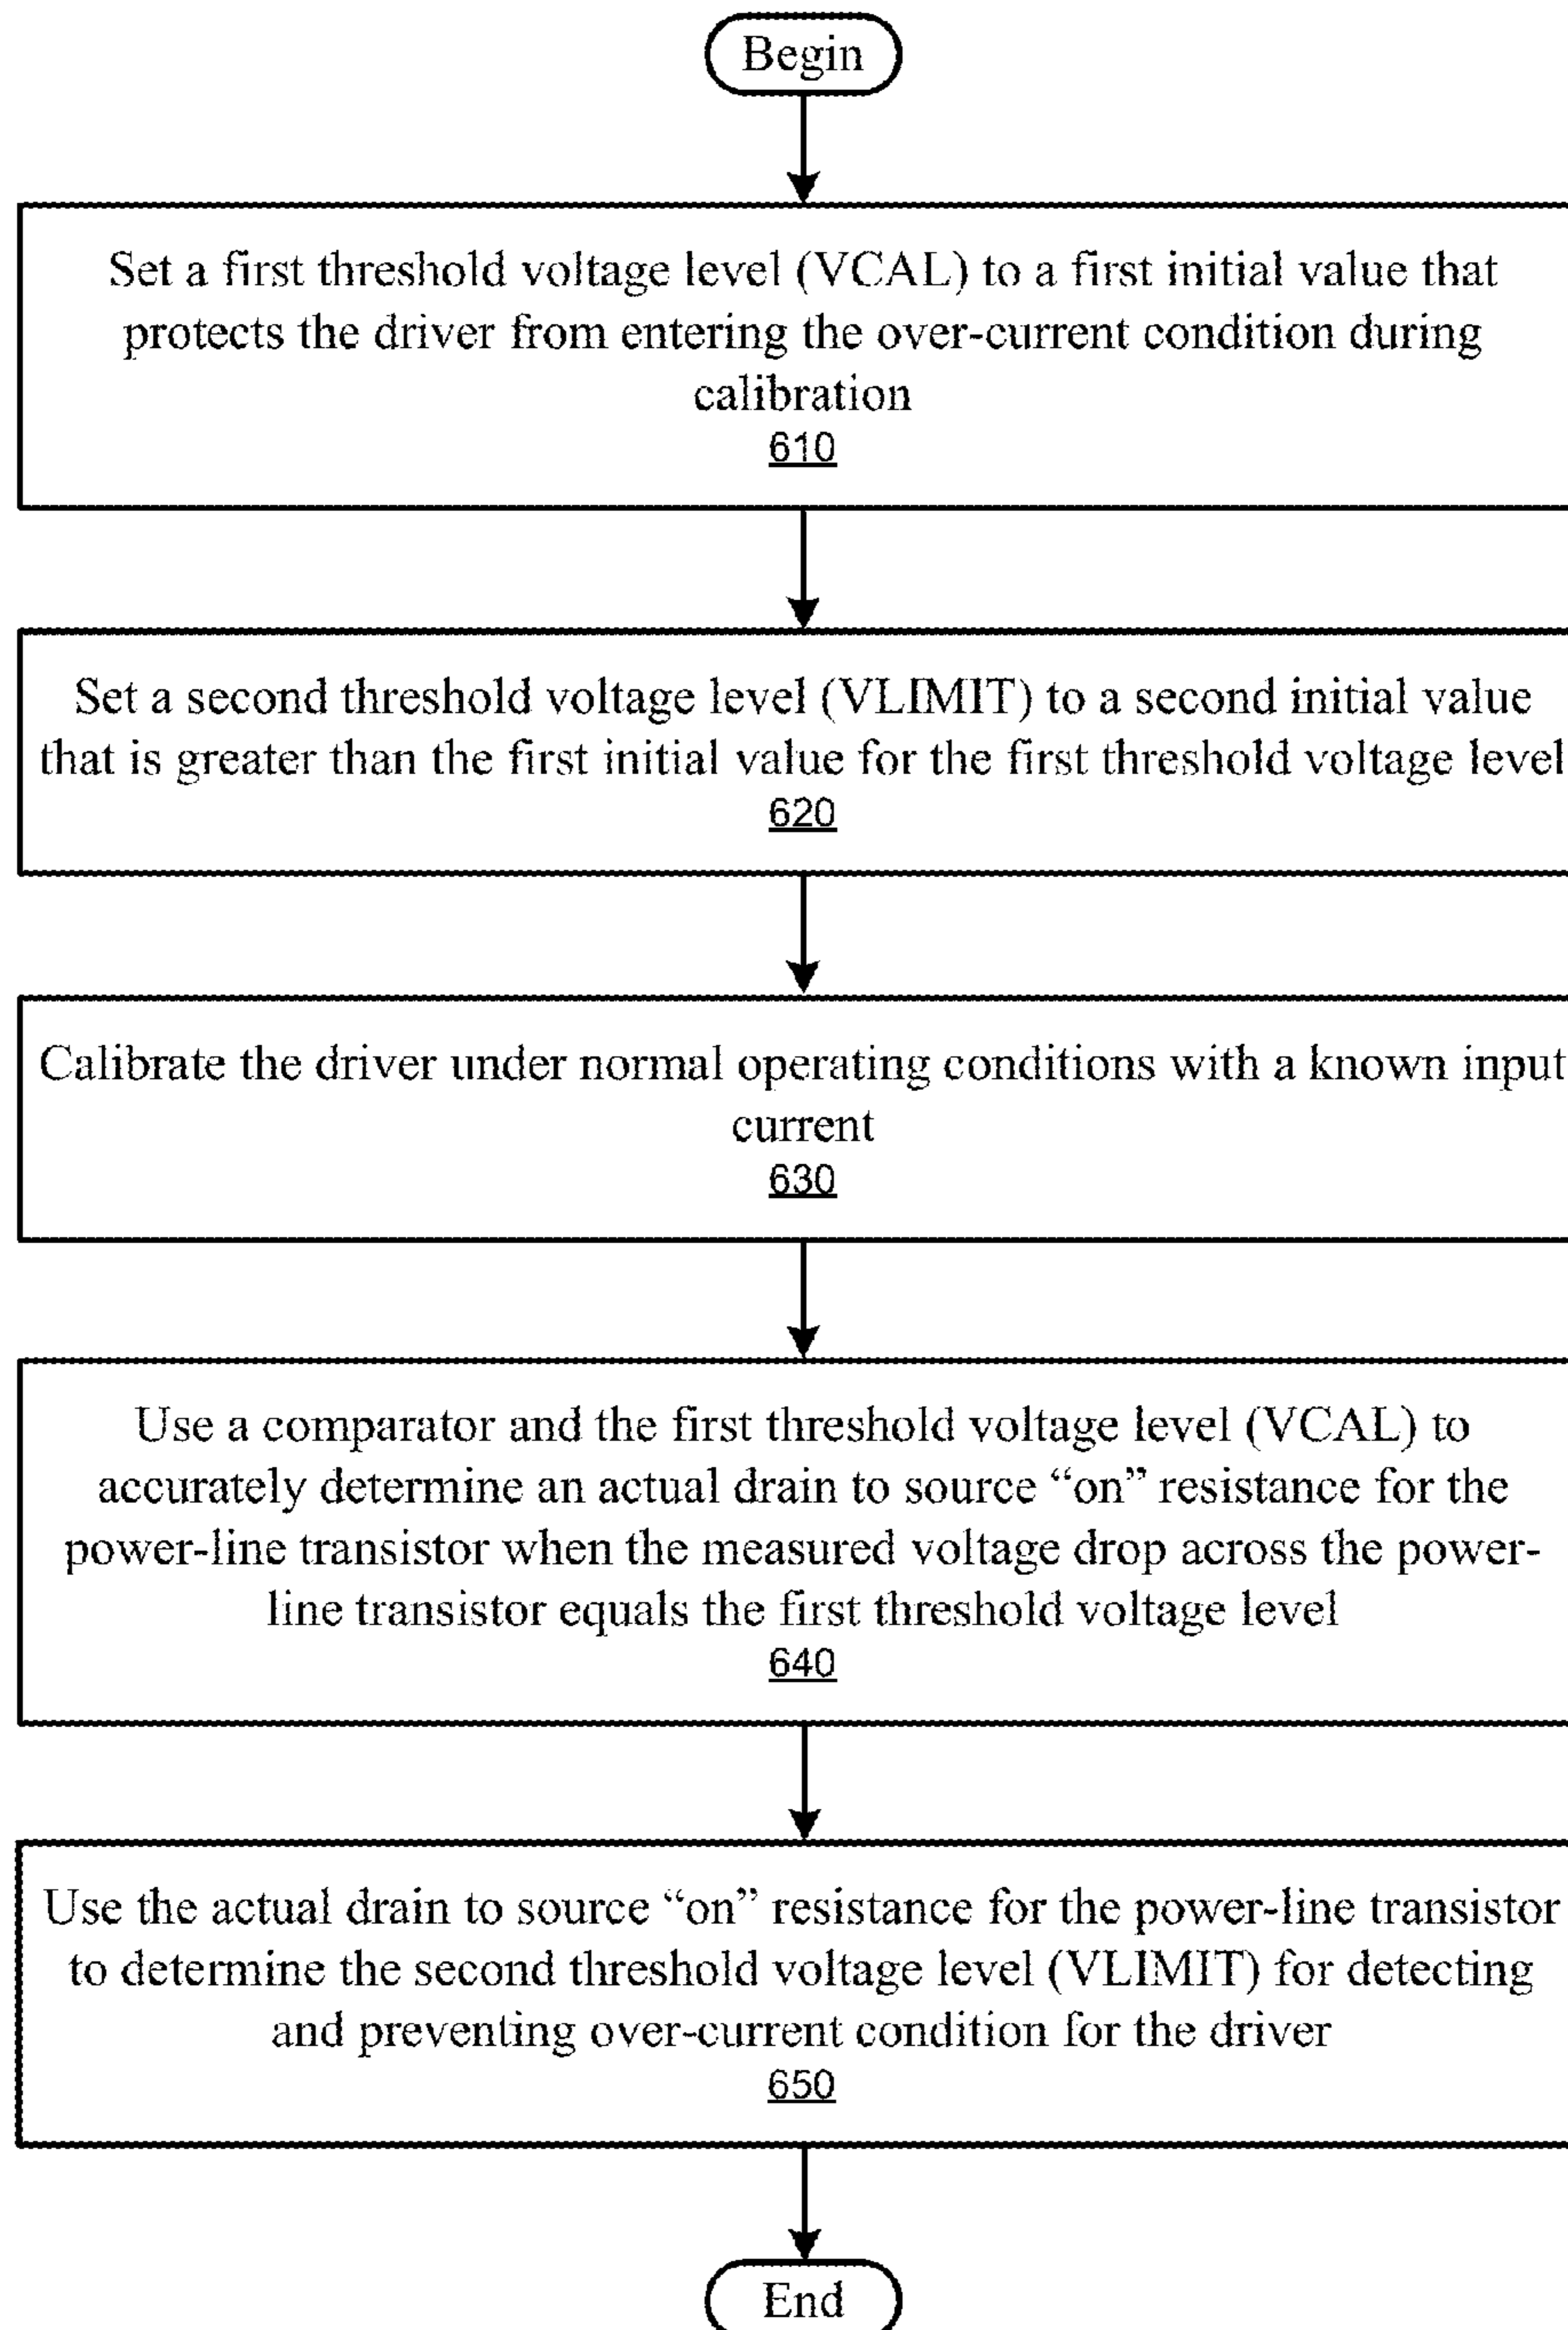 Begin
Set a first threshold voltage level (VCAL) to a first initial value that
protects the driver from entering the over-current condition during
calibration
610
Set a second threshold voltage level (VLIMIT) to a second initial value
that is greater than the first initial value for the first threshold voltage level
620
Calibrate the driver under normal operating conditions with a known input
current
630
Use a comparator and the first threshold voltage level (VCAL) to
accurately determine an actual drain to source “on” resistance for the
power-line transistor when the measured voltage drop across the power-
line transistor equals the first threshold voltage level
640
Use the actual drain to source “on” resistance for the power-line transistor
to determine the second threshold voltage level (VLIMIT) for detecting
and preventing over-current condition for the driver
650
End